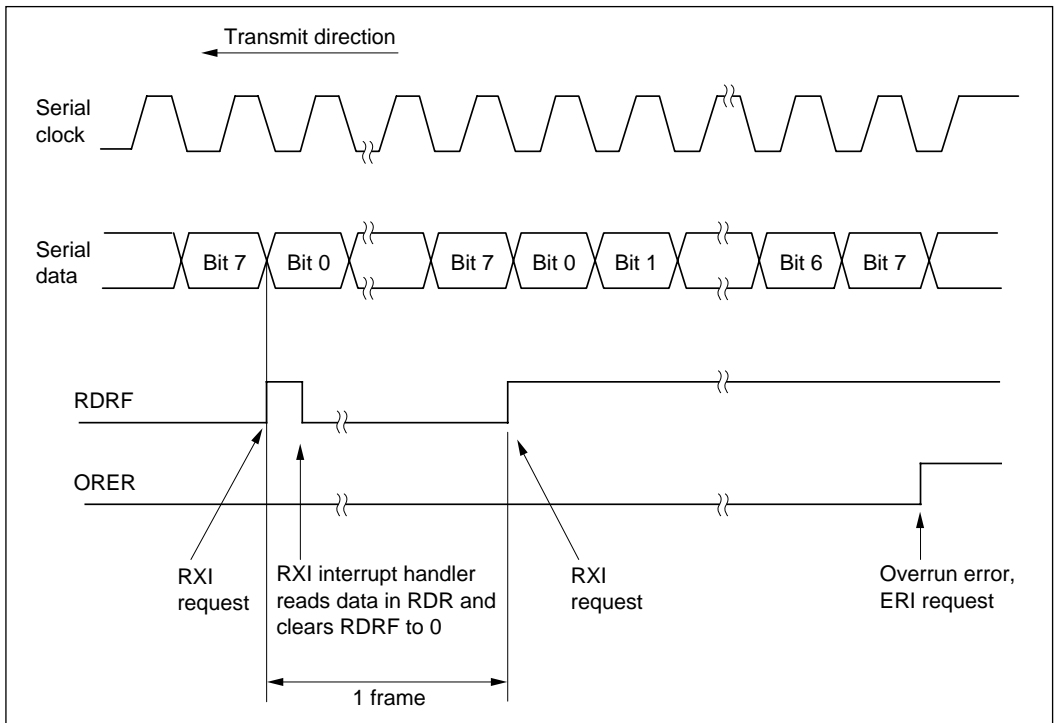 Transmit direction
Serial
clock
Serial
data
Bit 7
Bit 0
Bit 7
Bit 0
Bit 1
Bit 6
Bit 7
RDRF
ORER
RXI
request
RXI interrupt handler
reads data in RDR and
clears RDRF to 0
RXI
request
Overrun error,
ERI request
1 frame